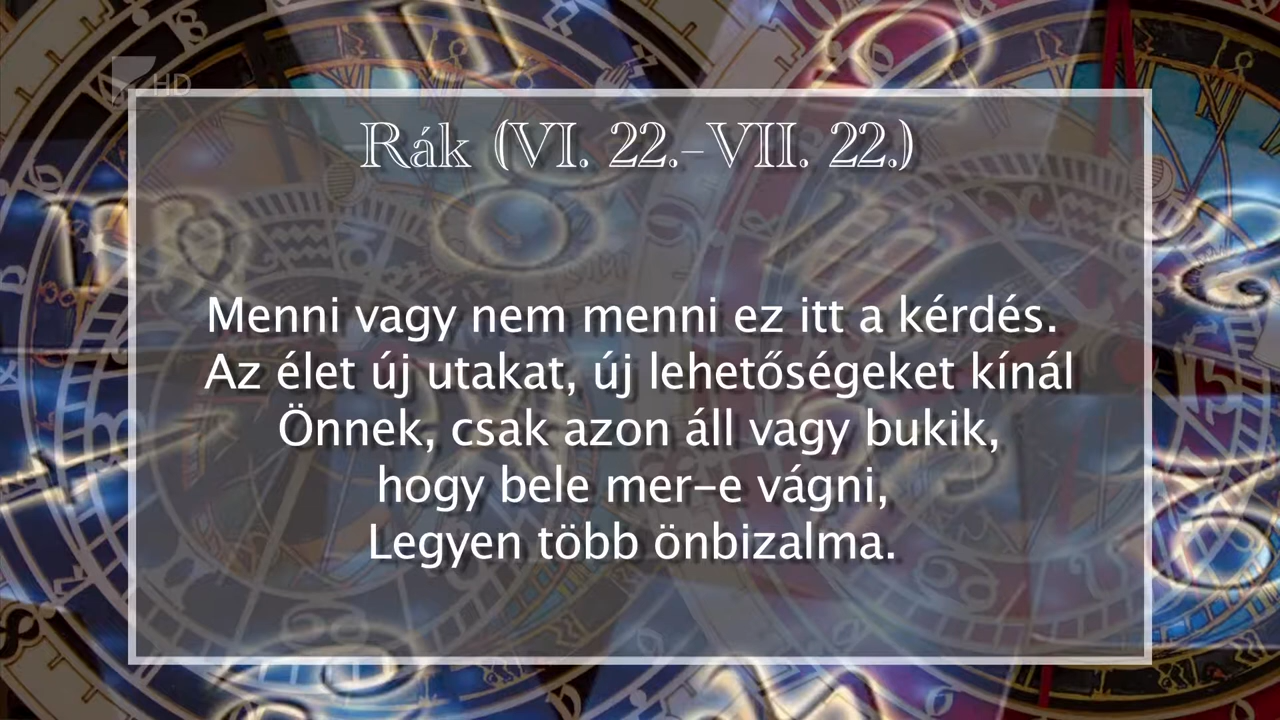 HD
Rák (VI. 22.-VII. 22.)
Menni vagy nem menni ez itt a kérdés.
Az élet új utakat, új lehetőségeket kínál
Önnek, csak azon áll vagy bukik,
hogy bele mer-e vágni,
Legyen több önbizalma.